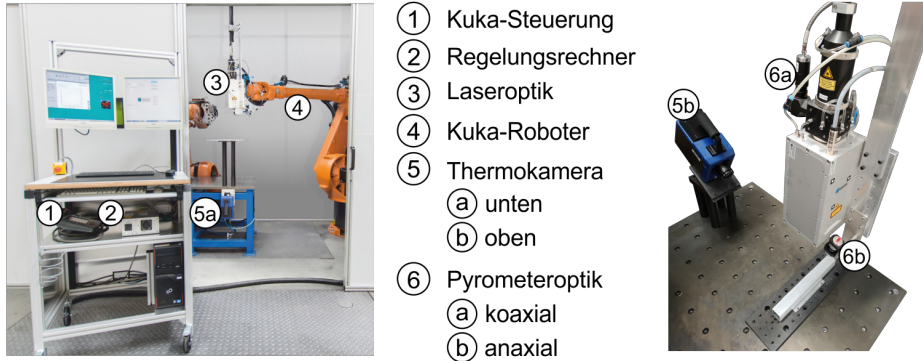 1 Kuka-Steuerung
2 Regelungsrechner
3 Laseroptik
4 Kuka-Roboter
5 Thermokamera
a unten
b oben
6 Pyrometeroptik
a koaxial
b anaxial
3
4
1
2
5a
5b
6a
6b